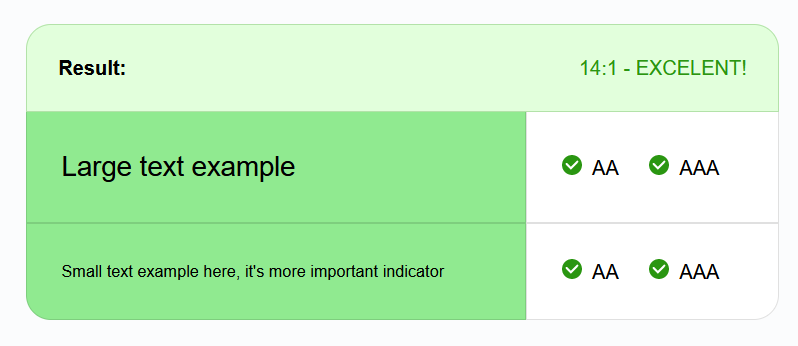 Result:
14:1 - EXCELENT!
Large text example
AA
AAA
Small text example here, it's more important indicator
AA
AAA